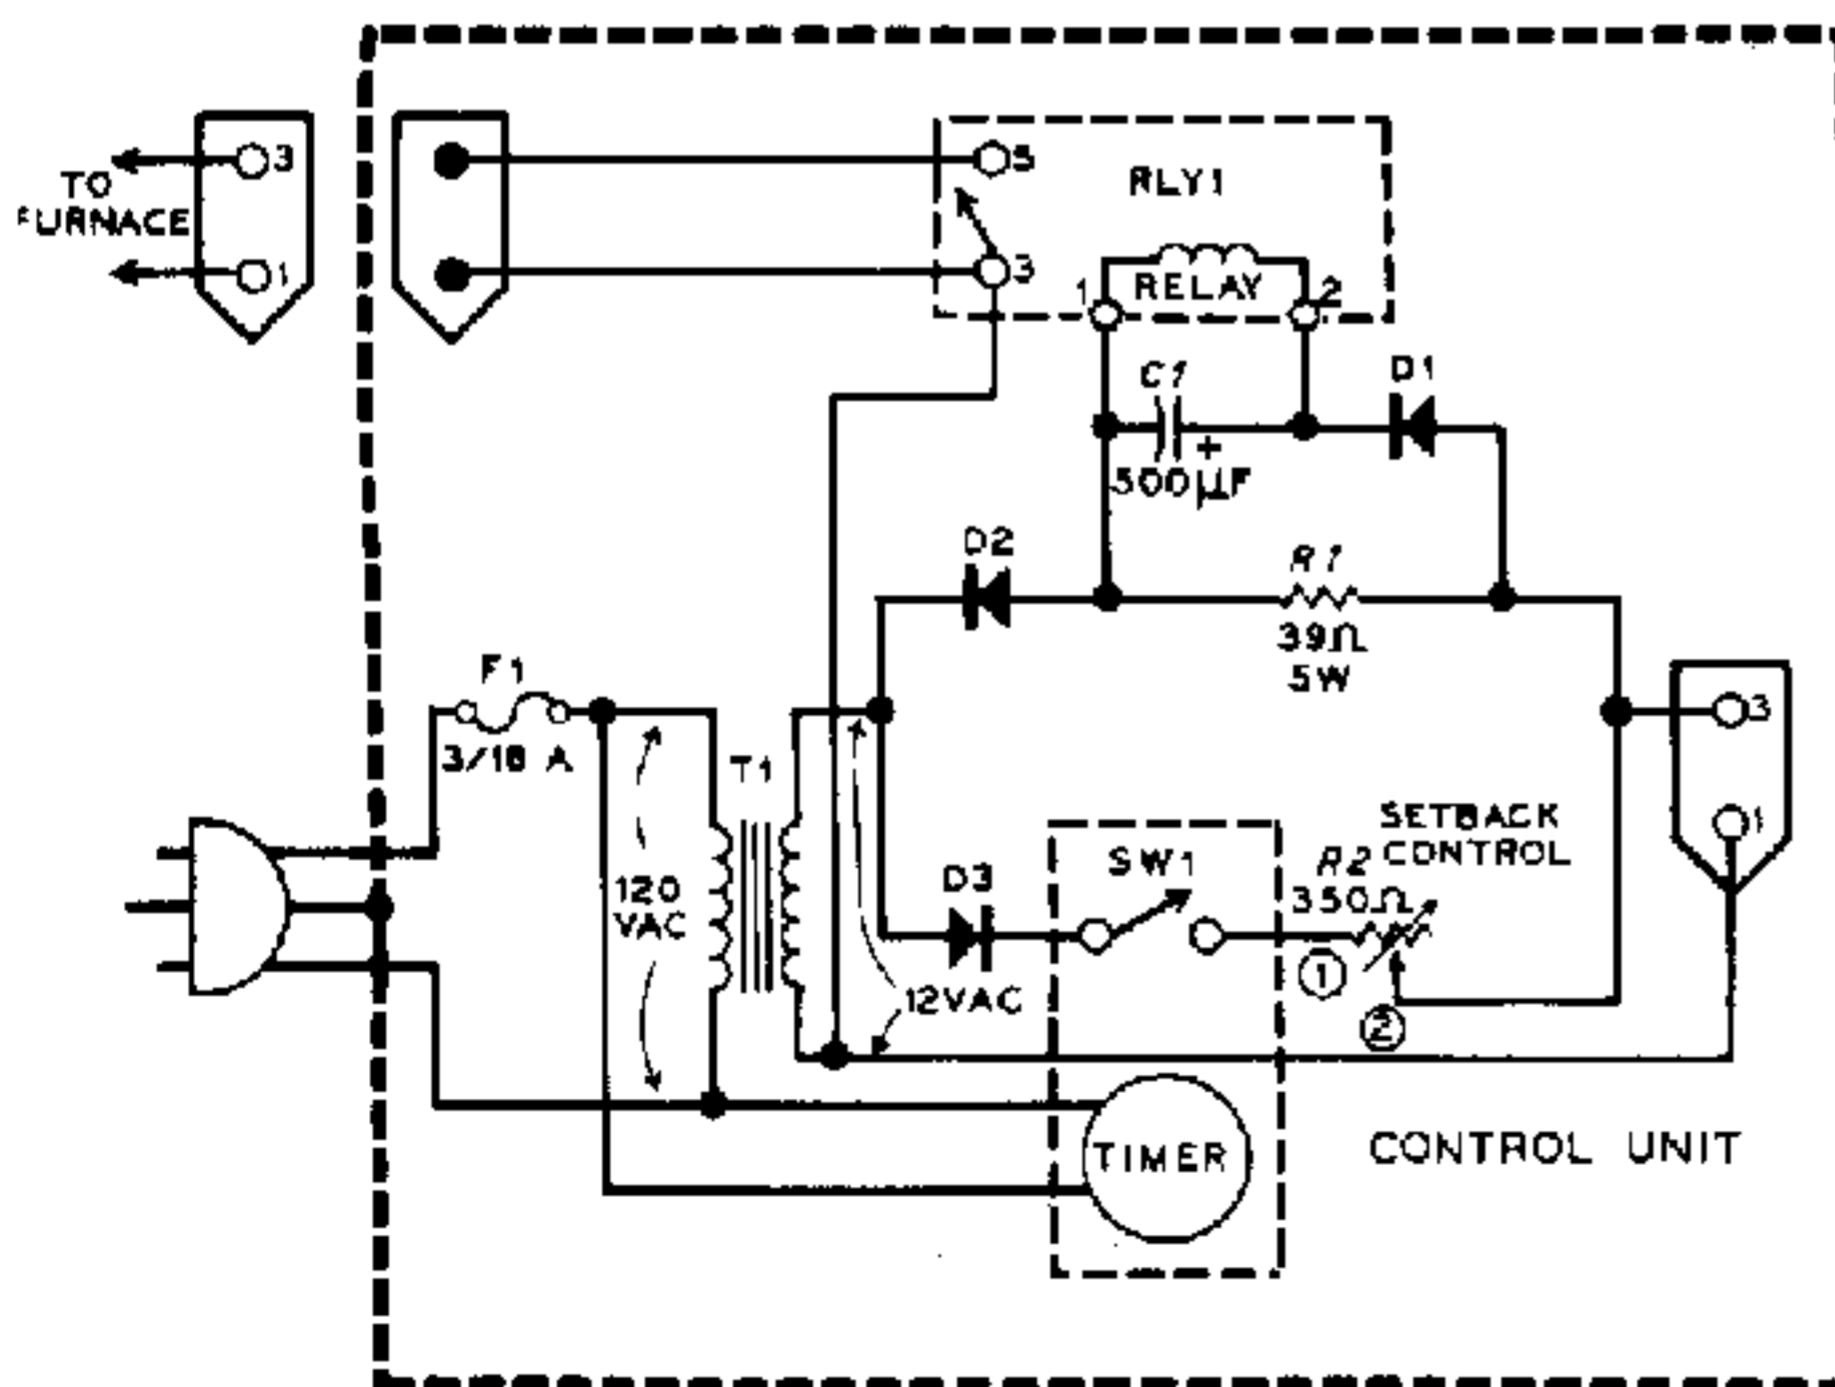 3
TO
FURNACE
1
5
3
RLY1
1
RELAY
2
C1
+
500µF
D1
D2
R1
39Ω
5W
F1
3/16 A
T1
120
VAC
12VAC
D3
SW1
SETBACK
CONTROL
R2
350Ω
1
2
3
1
TIMER
CONTROL UNIT